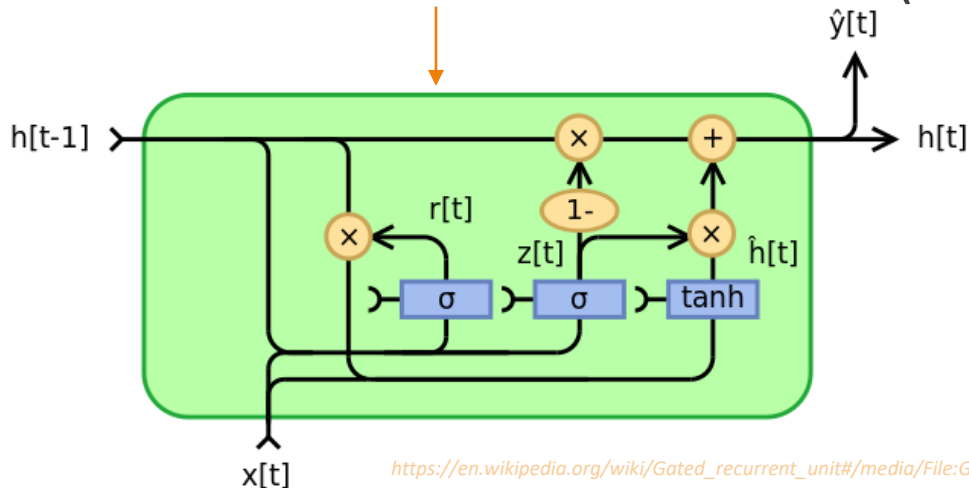 ŷ[t]
h[t-1]
×
+
h[t]
r[t]
1-
×
z[t]
×
ĥ[t]
σ
σ
tanh
x[t]
https://en.wikipedia.org/wiki/Gated_recurrent_unit#/media/File:G